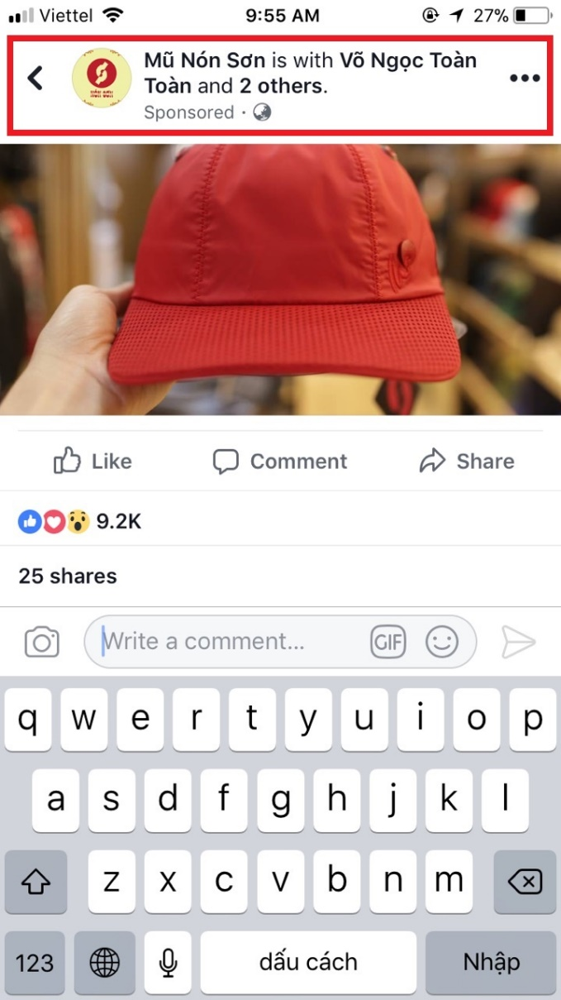 Viettel 9:55 AM 27%
Mũ Nón Sơn is with Võ Ngọc Toàn
Toàn and 2 others.
Sponsored ·
Like Comment Share
9.2K
25 shares
Write a comment... GIF
q w e r t y u i o p
a s d f g h j k l
z x c v b n m
123 dấu cách Nhập